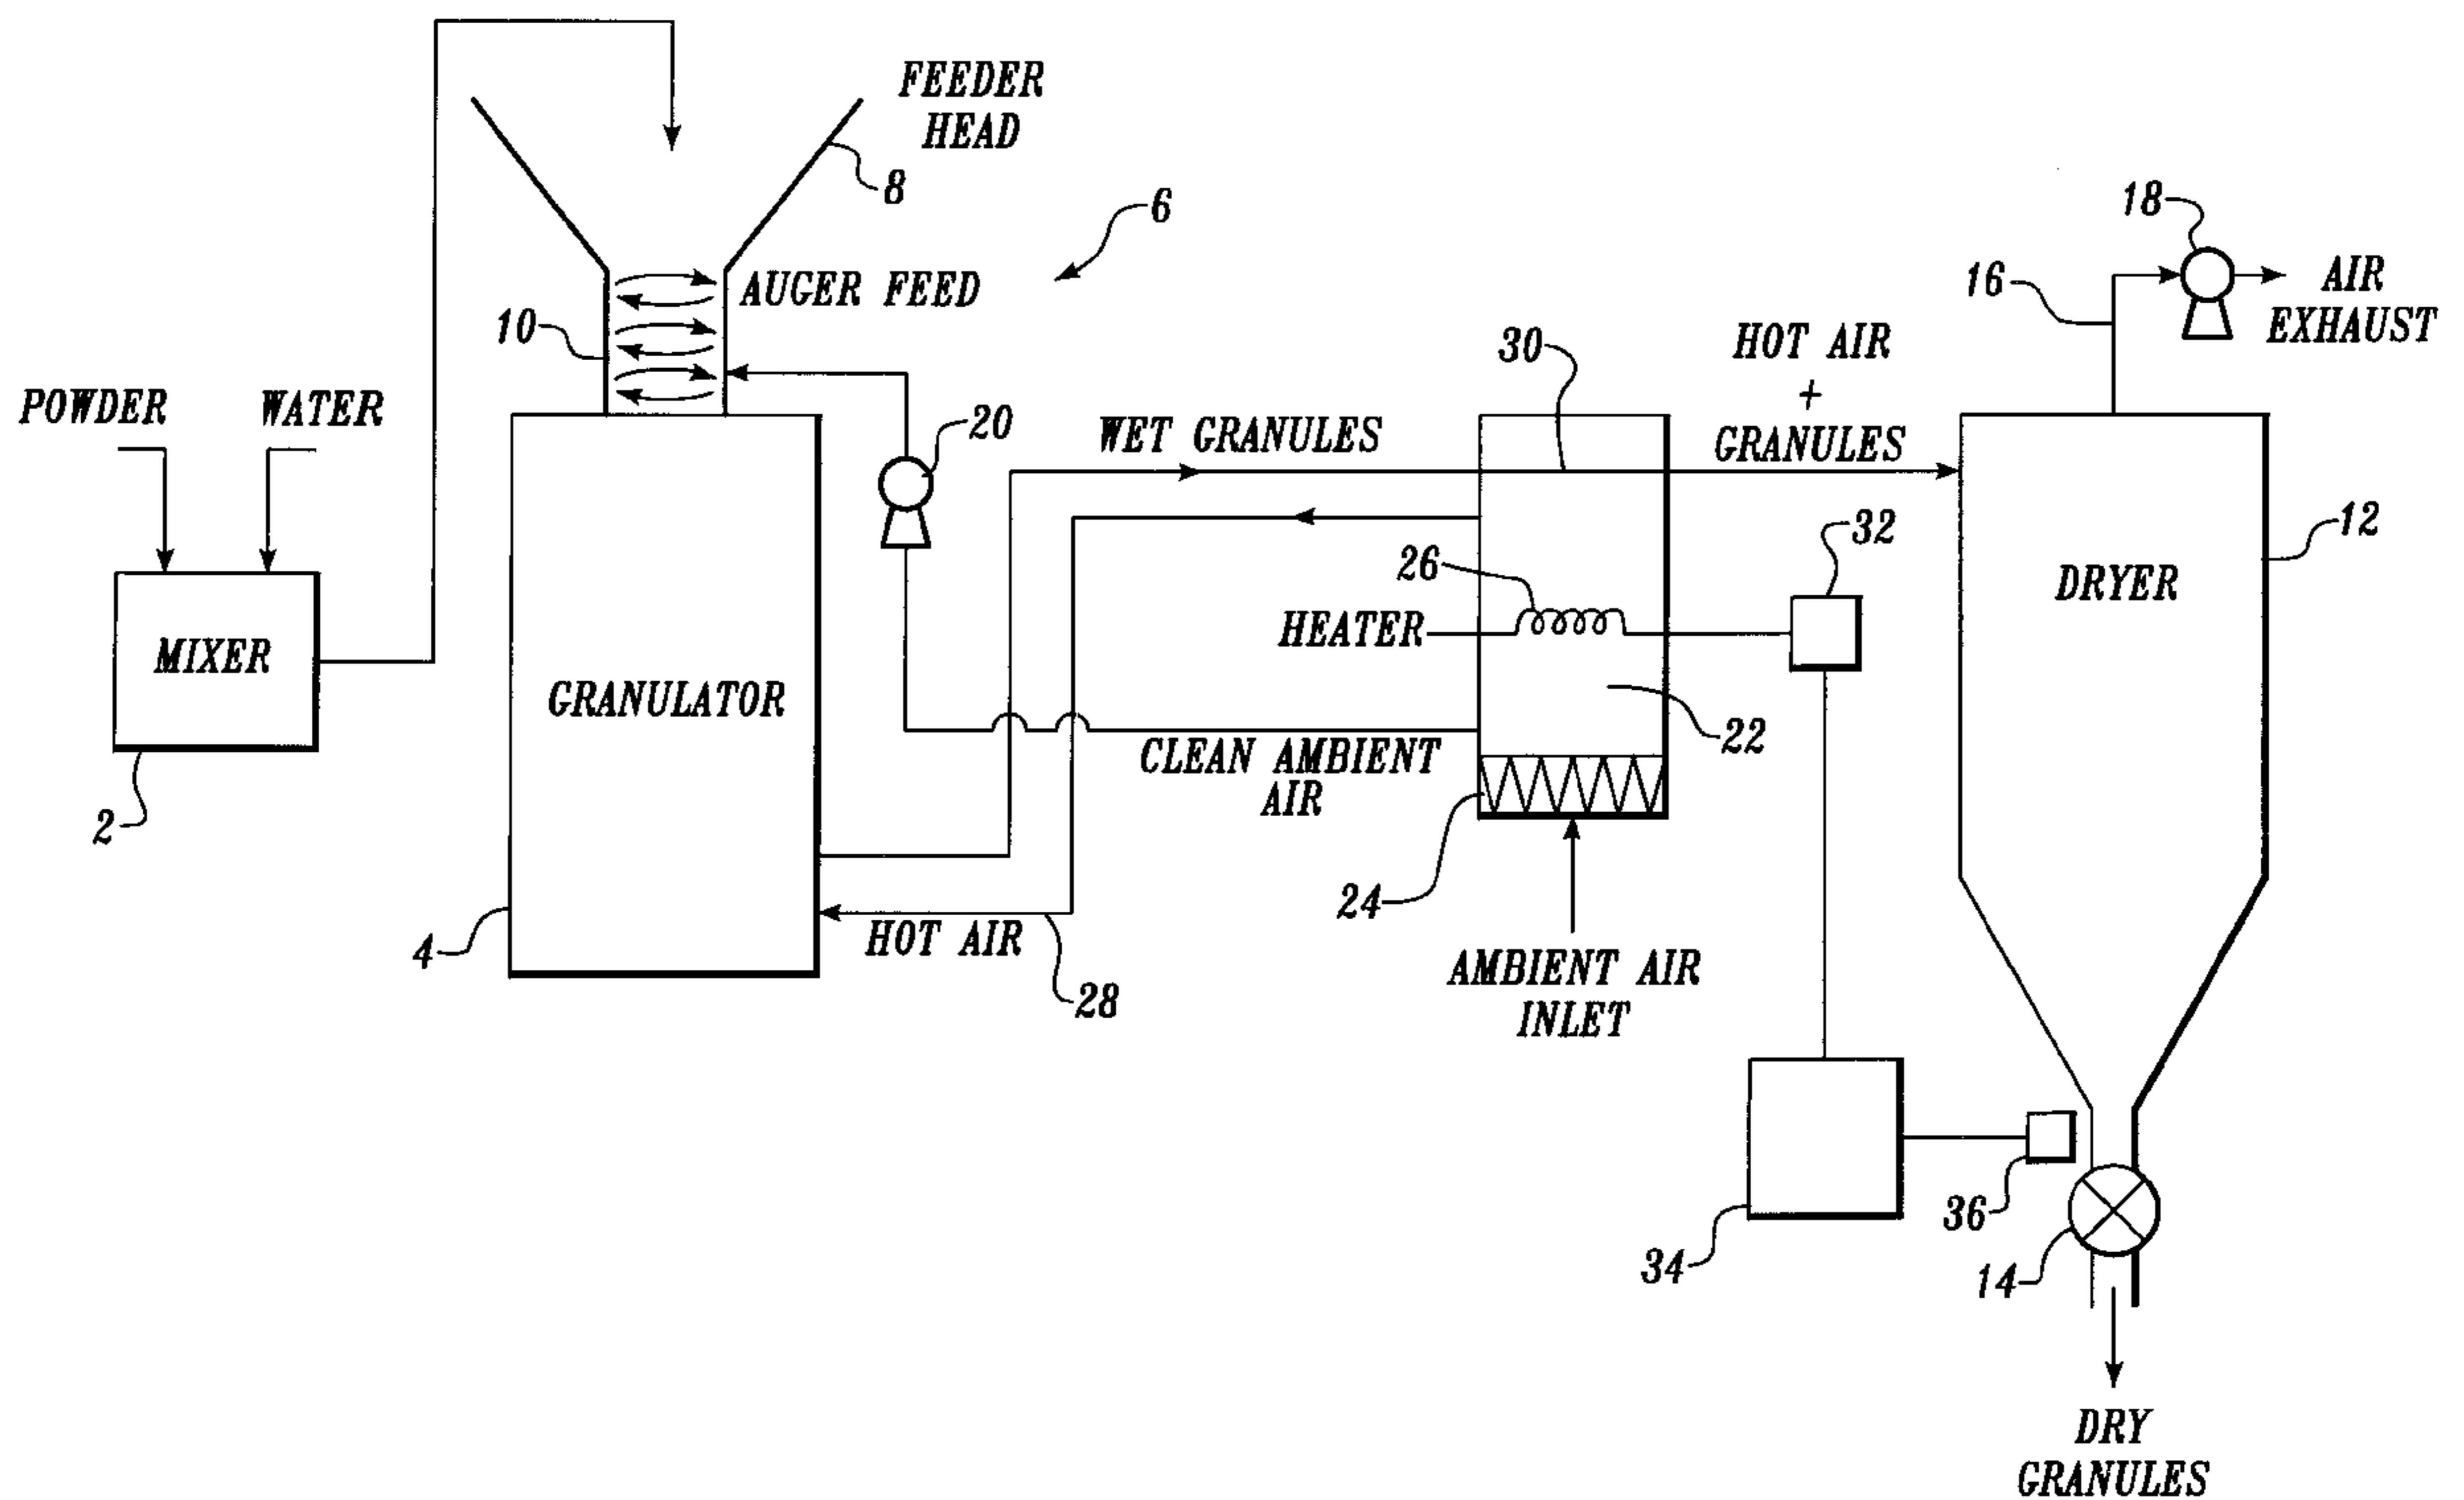 FEEDER
HEAD
8
6
AUGER FEED
10
POWDER
WATER
MIXER
2
GRANULATOR
4
20
WET GRANULES
30
HOT AIR
+
GRANULES
18
16
AIR
EXHAUST
12
DRYER
32
26
HEATER
22
CLEAN AMBIENT
AIR
24
HOT AIR
28
AMBIENT AIR
INLET
34
36
14
DRY
GRANULES